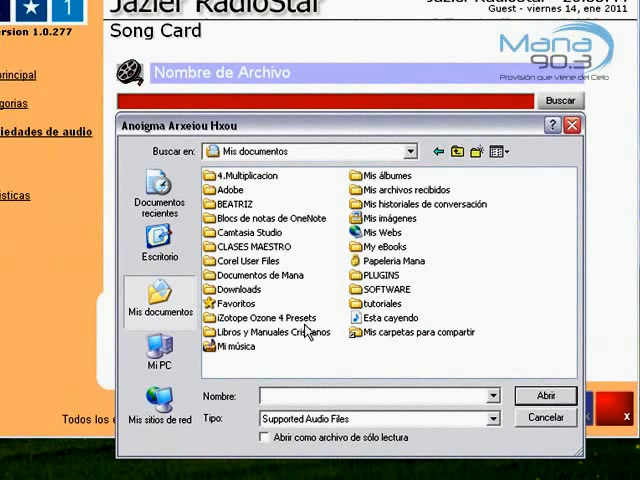 Jazler RadioStar
Guest - viernes 14, ene 2011
1
ersion 1.0.277
Song Card
Mana
90.3
Provisión que viene del Cielo
Nombre de Archivo
rincipal
Buscar
orias
Anoigma Arxeiou Hxou
iedades de audio
Buscar en:
Mis documentos
4.Multiplicacion
Mis álbumes
Adobe
Mis archivos recibidos
BEATRIZ
Mis historiales de conversación
Documentos
recientes
Blocs de notas de OneNote
Mis imágenes
ísticas
Camtasia Studio
Mis Webs
CLASES MAESTRO
My eBooks
Escritorio
Corel User Files
Papeleria Mana
Documentos de Mana
PLUGINS
Downloads
SOFTWARE
Favoritos
tutoriales
Mis documentos
iZotope Ozone 4 Presets
Esta cayendo
Libros y Manuales Cristianos
Mis carpetas para compartir
Mi música
Mi PC
Nombre:
Abrir
Todos los
Mis sitios de red
Tipo:
Supported Audio Files
Cancelar
x
Abrir como archivo de sólo lectura